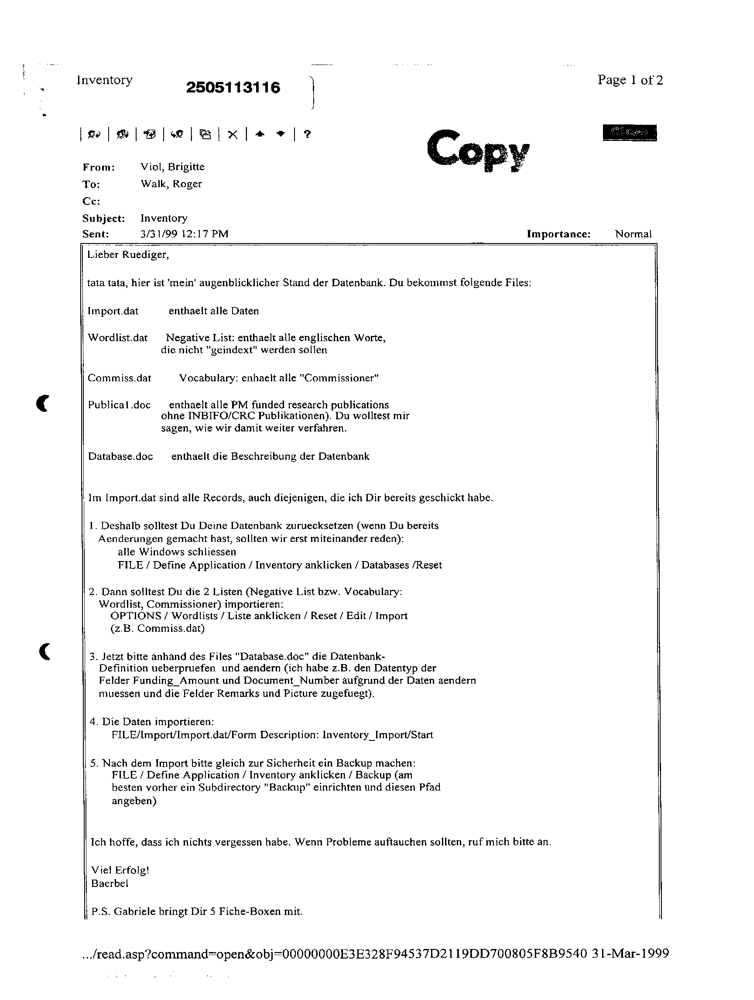 Inventory
2505113116
Page 1 of 2
?
Copy
From: Viol, Brigitte
To: Walk, Roger
Cc:
Subject: Inventory
Sent: 3/31/99 12:17 PM Importance: Normal
Lieber Ruediger,
tata tata, hier ist 'mein' augenblicklicher Stand der Datenbank. Du bekommst folgende Files:
Import.dat enthaelt alle Daten
Wordlist.dat Negative List: enthaelt alle englischen Worte,
die nicht "geindext" werden sollen
Commiss.dat Vocabulary: enhaelt alle "Commissioner"
Publica1.doc enthaelt alle PM funded research publications
ohne INBIFO/CRC Publikationen). Du wolltest mir
sagen, wie wir damit weiter verfahren.
Database.doc enthaelt die Beschreibung der Datenbank
Im Import.dat sind alle Records, auch diejenigen, die ich Dir bereits geschickt habe.
1. Deshalb solltest Du Deine Datenbank zuruecksetzen (wenn Du bereits
Aenderungen gemacht hast, sollten wir erst miteinander reden):
alle Windows schliessen
FILE / Define Application / Inventory anklicken / Databases /Reset
2. Dann solltest Du die 2 Listen (Negative List bzw. Vocabulary:
Wordlist, Commissioner) importieren:
OPTIONS / Wordlists / Liste anklicken / Reset / Edit / Import
(z.B. Commiss.dat)
3. Jetzt bitte anhand des Files "Database.doc" die Datenbank-
Definition ueberpruefen und aendern (ich habe z.B. den Datentyp der
Felder Funding_Amount und Document_Number aufgrund der Daten aendern
muessen und die Felder Remarks und Picture zugefuegt).
4. Die Daten importieren:
FILE/Import/Import.dat/Form Description: Inventory_Import/Start
5. Nach dem Import bitte gleich zur Sicherheit ein Backup machen:
FILE / Define Application / Inventory anklicken / Backup (am
besten vorher ein Subdirectory "Backup" einrichten und diesen Pfad
angeben)
Ich hoffe, dass ich nichts vergessen habe. Wenn Probleme auftauchen sollten, ruf mich bitte an.
Viel Erfolg!
Baerbel
P.S. Gabriele bringt Dir 5 Fiche-Boxen mit.
.../read.asp?command=open&obj=00000000E3E328F94537D2119DD700805F8B9540 31-Mar-1999